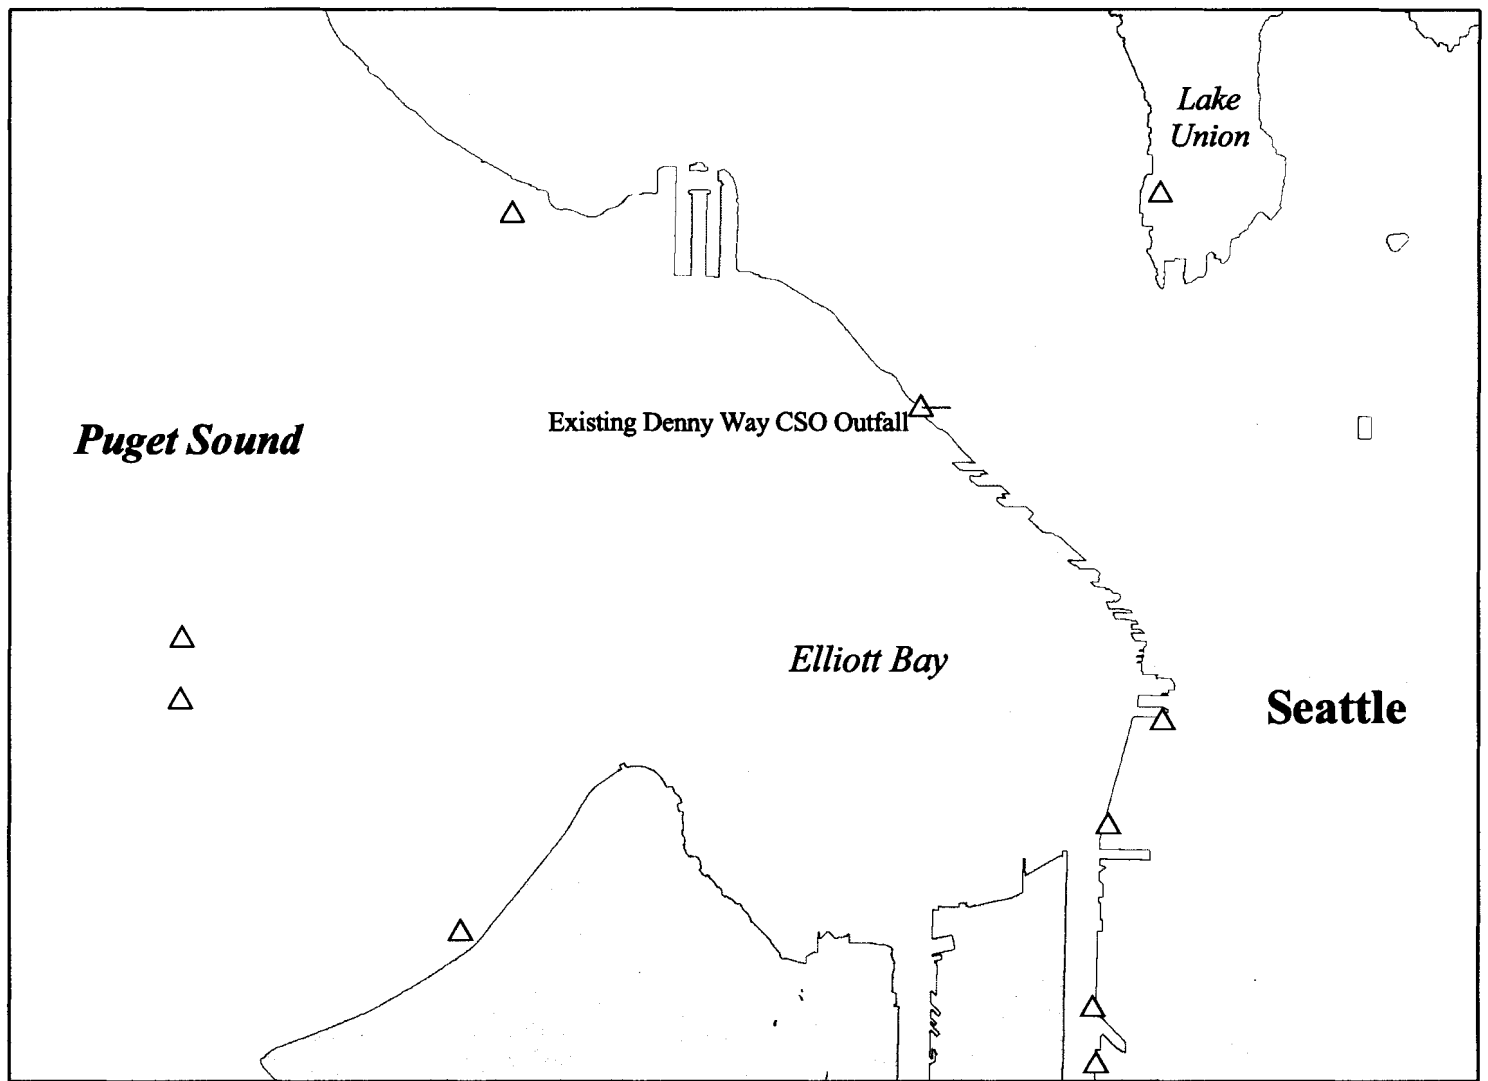 Lake
Union
Existing Denny Way CSO Outfall
Puget Sound
Elliott Bay
Seattle